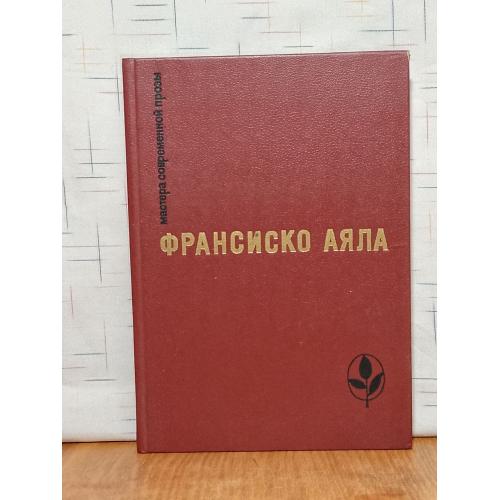 мастера современной прозы
ФРАНСИСКО АЯЛА